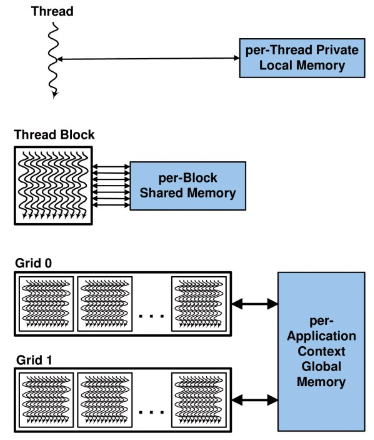 Thread
per-Thread Private
Local Memory
Thread Block
per-Block
Shared Memory
Grid 0
. . .
per-
Application
Context
Global
Memory
Grid 1
. . .